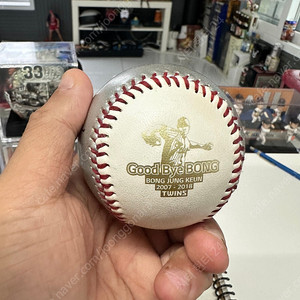 33
Good Bye BONG
BONG JUNG KEUN
2007 - 2018
TWINS